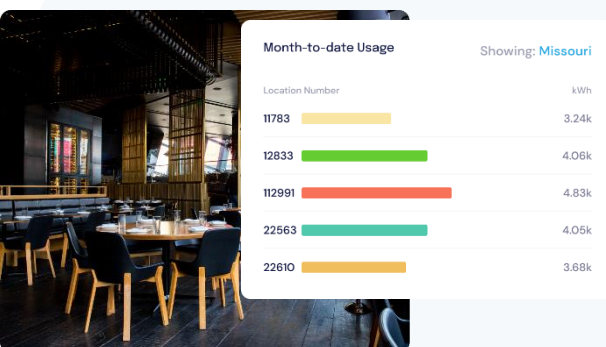 Month-to-date Usage
Showing: Missouri
Location Number kWh
11783 3.24k
12833 4.06k
112991 4.83k
22563 4.05k
22610 3.68k